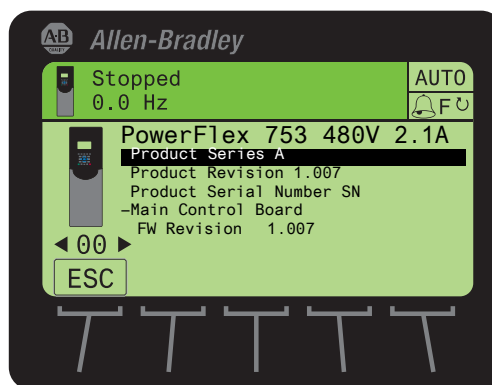 AB
Allen-Bradley
Stopped
0.0 Hz
AUTO
F
PowerFlex 753 480V 2.1A
Product Series A
Product Revision 1.007
Product Serial Number SN
–Main Control Board
FW Revision 1.007
00
ESC